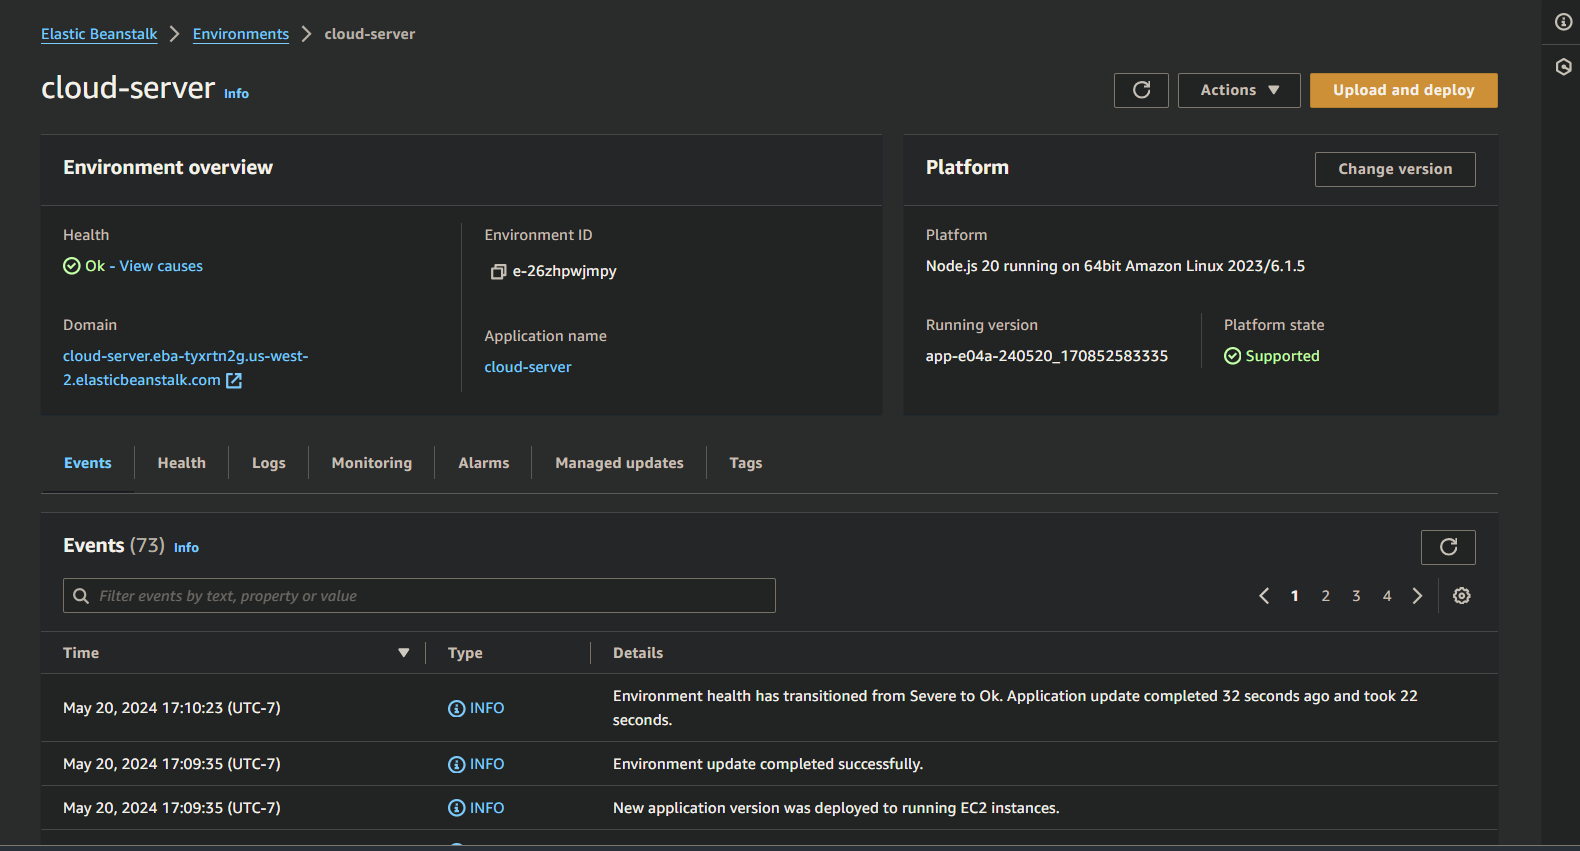 Elastic Beanstalk > Environments > cloud-server
cloud-server Info
Actions
Upload and deploy
Environment overview
Health
Ok - View causes
Domain
cloud-server.eba-tyxrtn2g.us-west-
2.elasticbeanstalk.com
Environment ID
e-26zhpwjmpy
Application name
cloud-server
Platform
Change version
Platform
Node.js 20 running on 64bit Amazon Linux 2023/6.1.5
Running version
app-e04a-240520_170852583335
Platform state
Supported
Events Health Logs Monitoring Alarms Managed updates Tags
Events (73) Info
Filter events by text, property or value
1 2 3 4
Time Type Details
May 20, 2024 17:10:23 (UTC-7) INFO Environment health has transitioned from Severe to Ok. Application update completed 32 seconds ago and took 22
seconds.
May 20, 2024 17:09:35 (UTC-7) INFO Environment update completed successfully.
May 20, 2024 17:09:35 (UTC-7) INFO New application version was deployed to running EC2 instances.